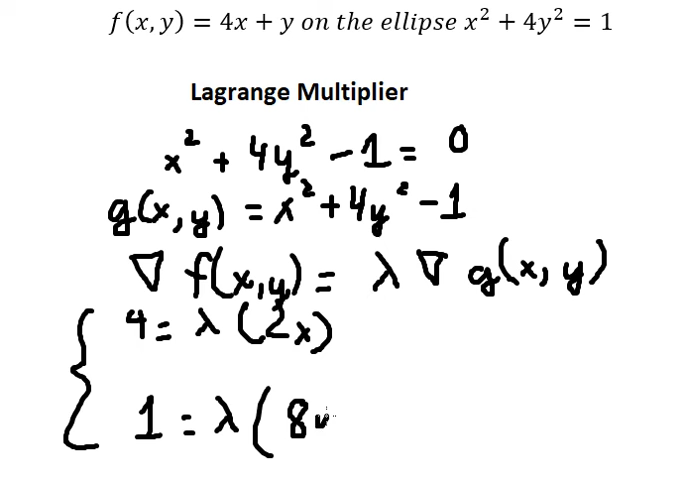 f(x, y) = 4x + y on the ellipse x² + 4y² = 1
Lagrange Multiplier
x² + 4y² - 1 = 0
g(x, y) = x² + 4y² - 1
∇ f(x, y) = λ ∇ g(x, y)
4 = λ (2x)
1 = λ ( 8